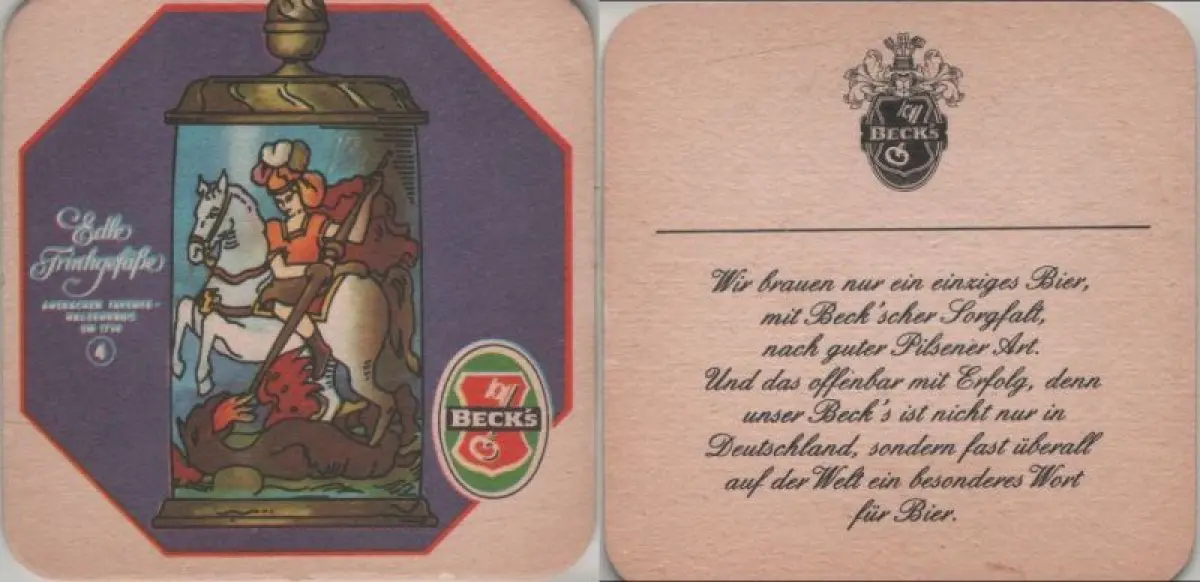 Edle
Trinkgefäße
UM 1740
4
BECK's
BECK's
Wir brauen nur ein einziges Bier,
mit Beck'scher Sorgfalt,
nach guter Pilsener Art.
Und das offenbar mit Erfolg, denn
unser Beck's ist nicht nur in
Deutschland, sondern fast überall
auf der Welt ein besonderes Wort
für Bier.